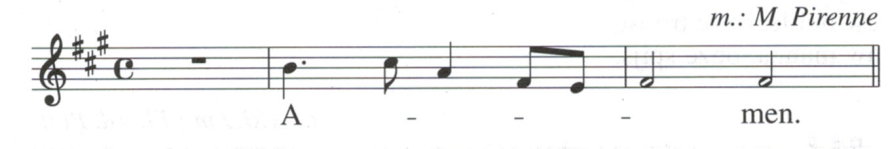 m.: M. Pirenne
A - - - men.